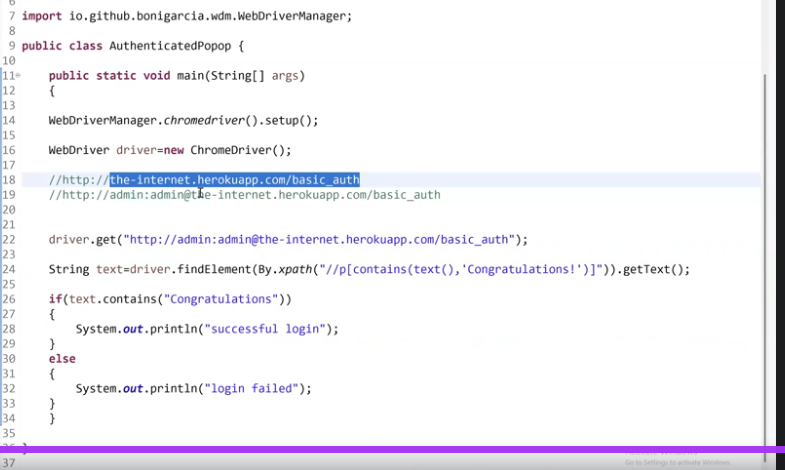 6
7 import io.github.bonigarcia.wdm.WebDriverManager;
8
9 public class AuthenticatedPopop {
10
11 public static void main(String[] args)
12 {
13
14 WebDriverManager.chromedriver().setup();
15
16 WebDriver driver=new ChromeDriver();
17
18 //http://the-internet.herokuapp.com/basic_auth
19 //http://admin:admin@the-internet.herokuapp.com/basic_auth
20
21
22 driver.get("http://admin:admin@the-internet.herokuapp.com/basic_auth");
23
24 String text=driver.findElement(By.xpath("//p[contains(text(),'Congratulations!')]")).getText();
25
26 if(text.contains("Congratulations"))
27 {
28 System.out.println("successful login");
29 }
30 else
31 {
32 System.out.println("login failed");
33 }
34 }
35
36 }
37
Go to Settings to activate Windows.